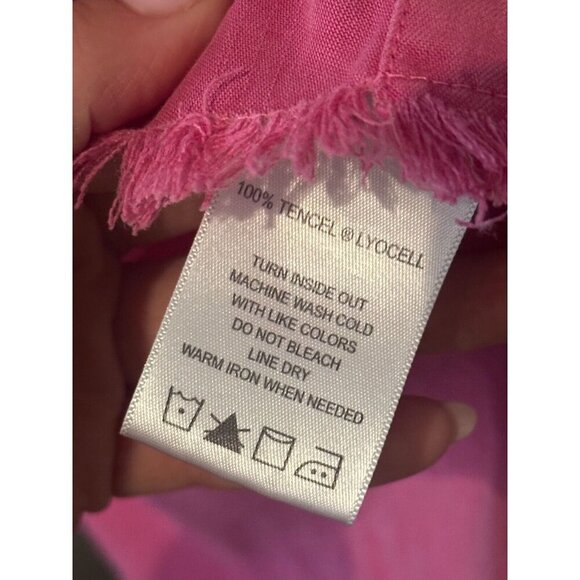 100% TENCEL ® LYOCELL
TURN INSIDE OUT
MACHINE WASH COLD
WITH LIKE COLORS
DO NOT BLEACH
LINE DRY
WARM IRON WHEN NEEDED